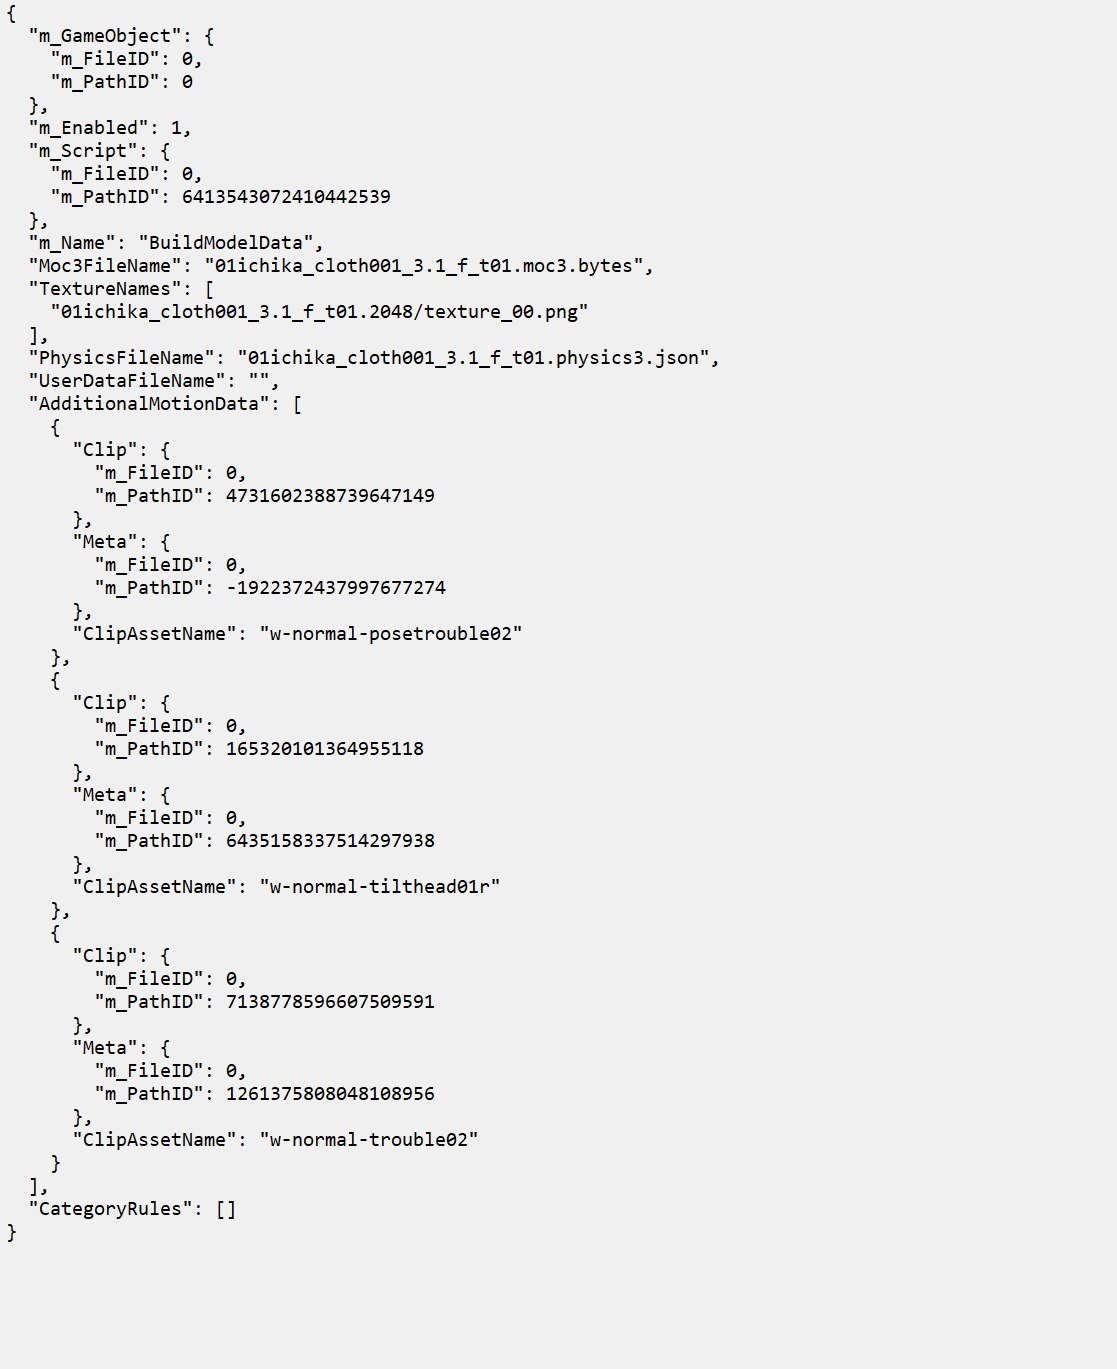 {
  "m_GameObject": {
    "m_FileID": 0,
    "m_PathID": 0
  },
  "m_Enabled": 1,
  "m_Script": {
    "m_FileID": 0,
    "m_PathID": 6413543072410442539
  },
  "m_Name": "BuildModelData",
  "Moc3FileName": "01ichika_cloth001_3.1_f_t01.moc3.bytes",
  "TextureNames": [
    "01ichika_cloth001_3.1_f_t01.2048/texture_00.png"
  ],
  "PhysicsFileName": "01ichika_cloth001_3.1_f_t01.physics3.json",
  "UserDataFileName": "",
  "AdditionalMotionData": [
    {
      "Clip": {
        "m_FileID": 0,
        "m_PathID": 4731602388739647149
      },
      "Meta": {
        "m_FileID": 0,
        "m_PathID": -1922372437997677274
      },
      "ClipAssetName": "w-normal-posetrouble02"
    },
    {
      "Clip": {
        "m_FileID": 0,
        "m_PathID": 165320101364955118
      },
      "Meta": {
        "m_FileID": 0,
        "m_PathID": 6435158337514297938
      },
      "ClipAssetName": "w-normal-tilthead01r"
    },
    {
      "Clip": {
        "m_FileID": 0,
        "m_PathID": 7138778596607509591
      },
      "Meta": {
        "m_FileID": 0,
        "m_PathID": 1261375808048108956
      },
      "ClipAssetName": "w-normal-trouble02"
    }
  ],
  "CategoryRules": []
}